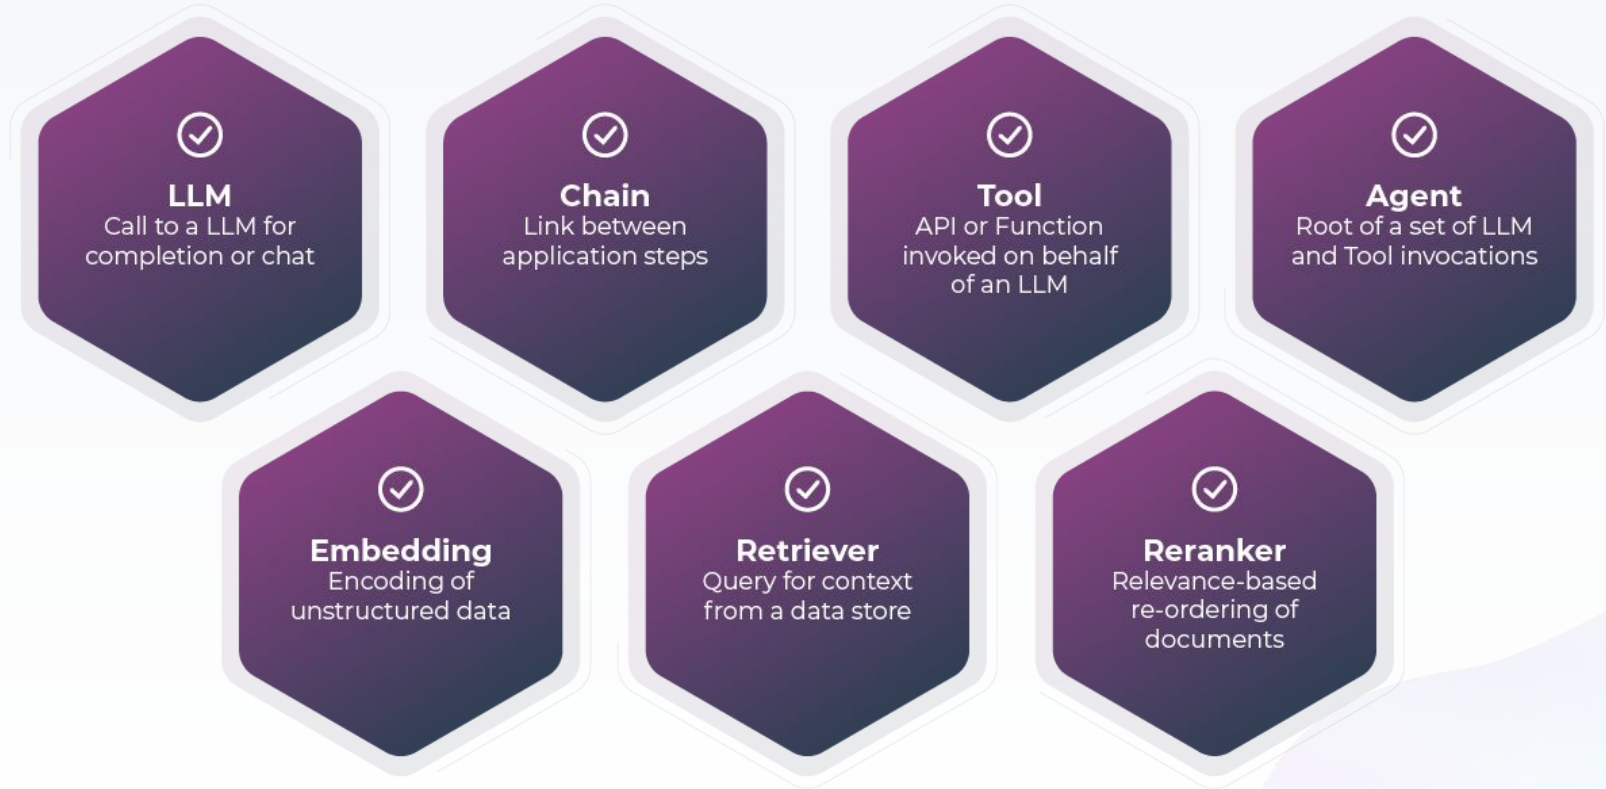 LLM
Call to a LLM for
completion or chat
Chain
Link between
application steps
Tool
API or Function
invoked on behalf
of an LLM
Agent
Root of a set of LLM
and Tool invocations
Embedding
Encoding of
unstructured data
Retriever
Query for context
from a data store
Reranker
Relevance-based
re-ordering of
documents